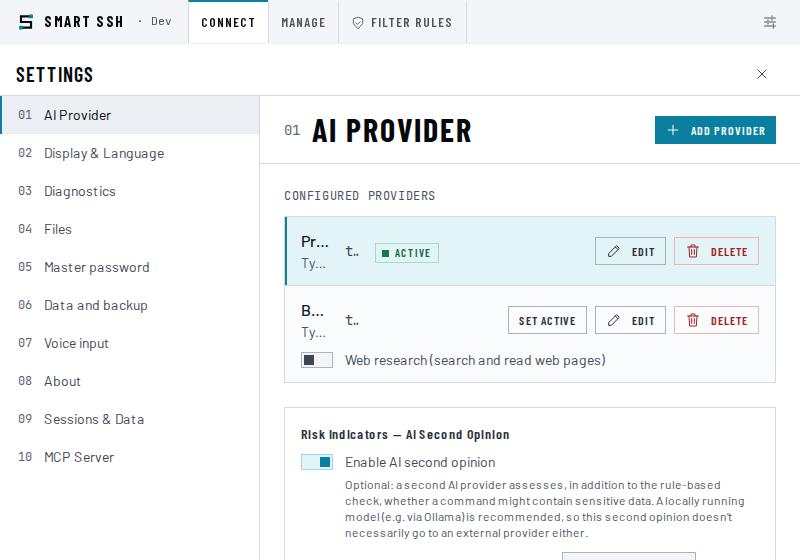 SMART SSH · Dev
CONNECT
MANAGE
FILTER RULES
SETTINGS
01 AI Provider
02 Display & Language
03 Diagnostics
04 Files
05 Master password
06 Data and backup
07 Voice input
08 About
09 Sessions & Data
10 MCP Server
01 AI PROVIDER
ADD PROVIDER
CONFIGURED PROVIDERS
Pr...
Ty...
t..
ACTIVE
EDIT
DELETE
B...
Ty...
t..
SET ACTIVE
EDIT
DELETE
Web research (search and read web pages)
Risk Indicators — AI Second Opinion
Enable AI second opinion
Optional: a second AI provider assesses, in addition to the rule-based
check, whether a command might contain sensitive data. A locally running
model (e.g. via Ollama) is recommended, so this second opinion doesn't
necessarily go to an external provider either.